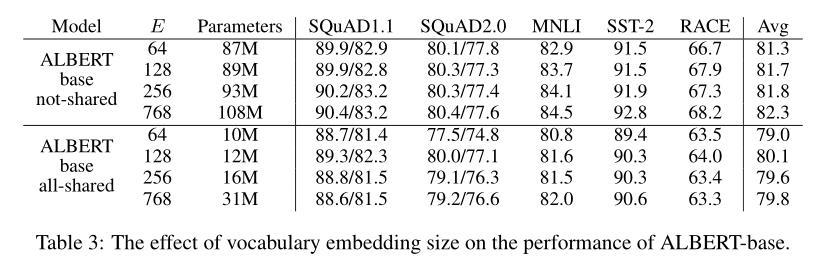 Model E Parameters SQuAD1.1 SQuAD2.0 MNLI SST-2 RACE Avg
ALBERT base not-shared
64 87M 89.9/82.9 80.1/77.8 82.9 91.5 66.7 81.3
128 89M 89.9/82.8 80.3/77.3 83.7 91.5 67.9 81.7
256 93M 90.2/83.2 80.3/77.4 84.1 91.9 67.3 81.8
768 108M 90.4/83.2 80.4/77.6 84.5 92.8 68.2 82.3
ALBERT base all-shared
64 10M 88.7/81.4 77.5/74.8 80.8 89.4 63.5 79.0
128 12M 89.3/82.3 80.0/77.1 81.6 90.3 64.0 80.1
256 16M 88.8/81.5 79.1/76.3 81.5 90.3 63.4 79.6
768 31M 88.6/81.5 79.2/76.6 82.0 90.6 63.3 79.8
Table 3: The effect of vocabulary embedding size on the performance of ALBERT-base.